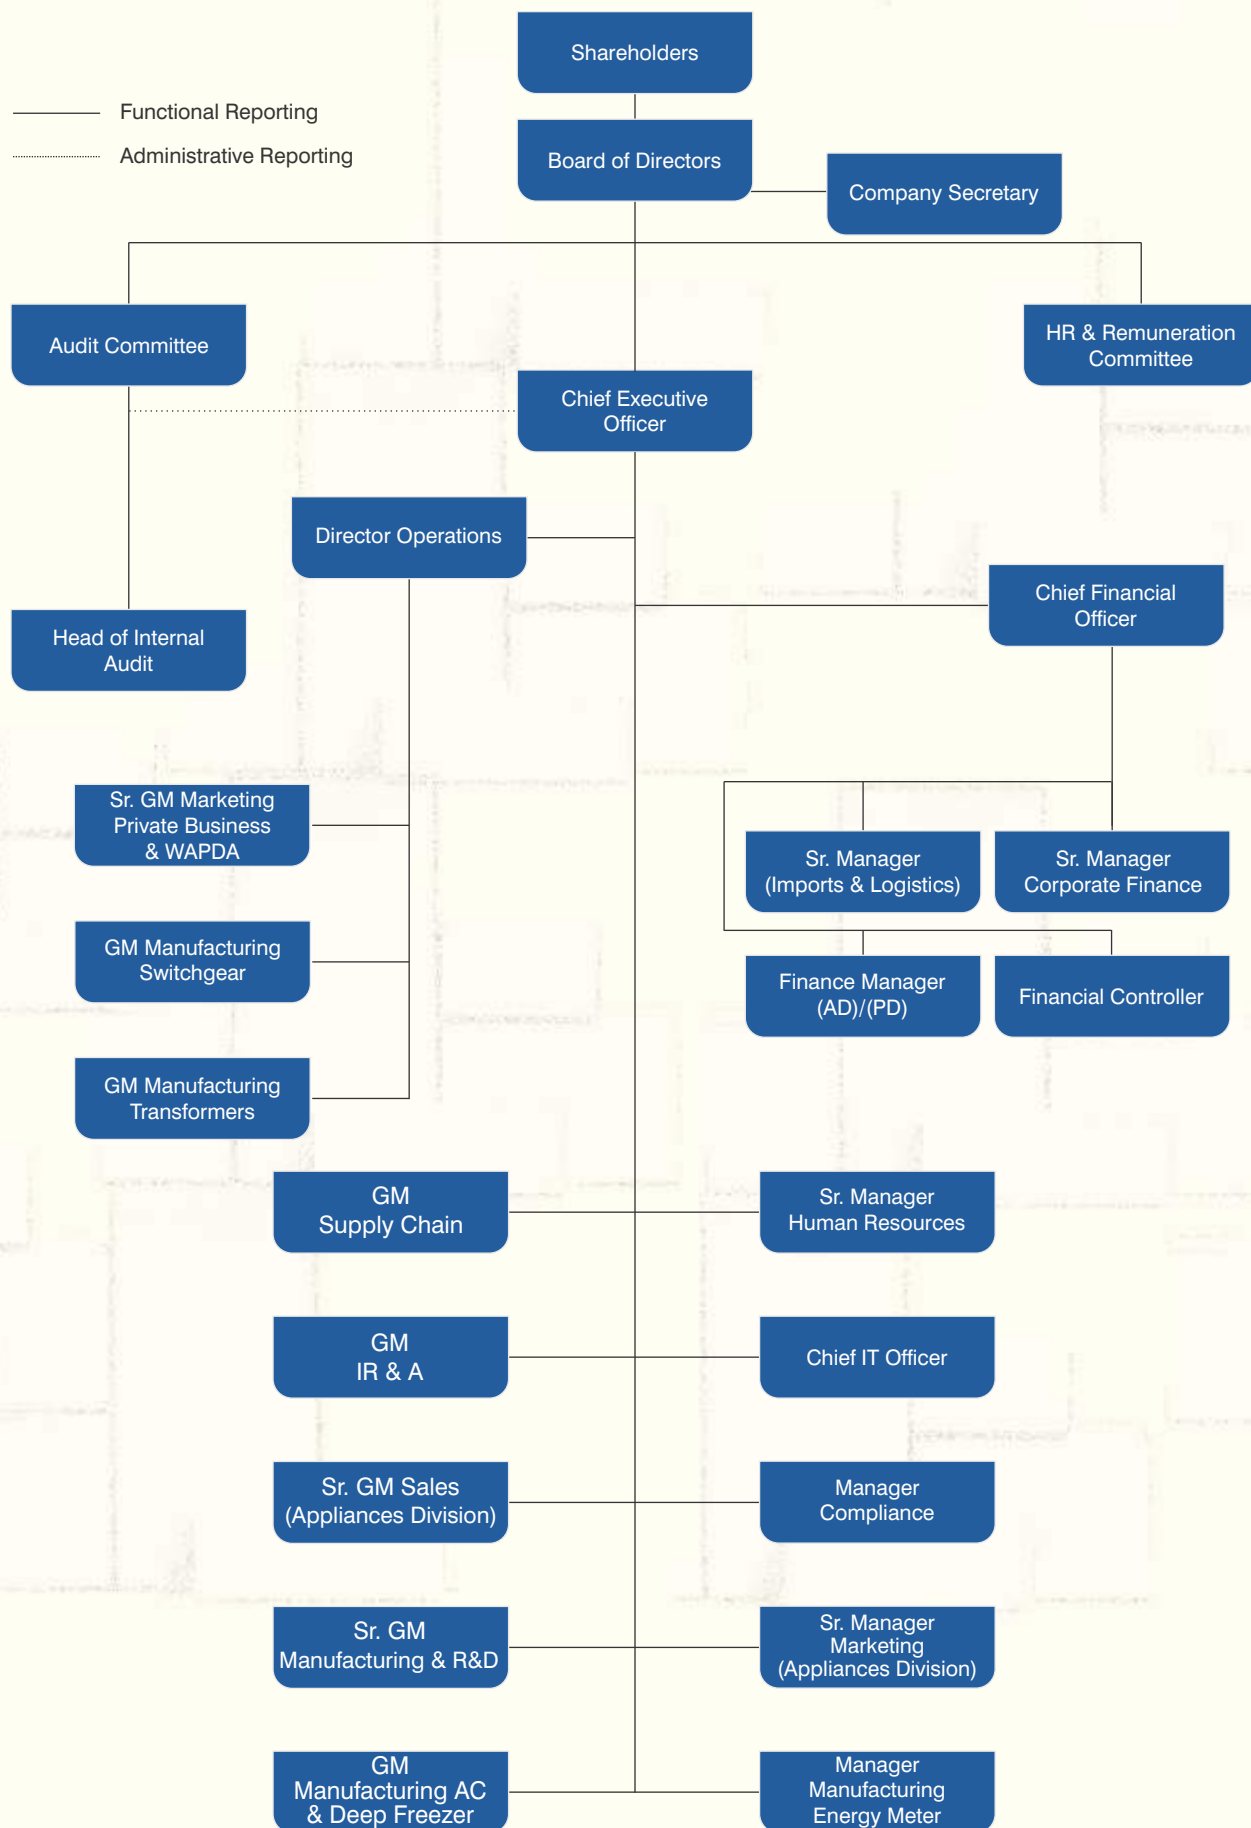 Shareholders
Functional Reporting
Administrative Reporting
Board of Directors
Company Secretary
Audit Committee
HR & Remuneration
Committee
Chief Executive
Officer
Director Operations
Chief Financial
Officer
Head of Internal
Audit
Sr. GM Marketing
Private Business
& WAPDA
Sr. Manager
(Imports & Logistics)
Sr. Manager
Corporate Finance
GM Manufacturing
Switchgear
Finance Manager
(AD)/(PD)
Financial Controller
GM Manufacturing
Transformers
GM
Supply Chain
Sr. Manager
Human Resources
GM
IR & A
Chief IT Officer
Sr. GM Sales
(Appliances Division)
Manager
Compliance
Sr. GM
Manufacturing & R&D
Sr. Manager
Marketing
(Appliances Division)
GM
Manufacturing AC
& Deep Freezer
Manager
Manufacturing
Energy Meter